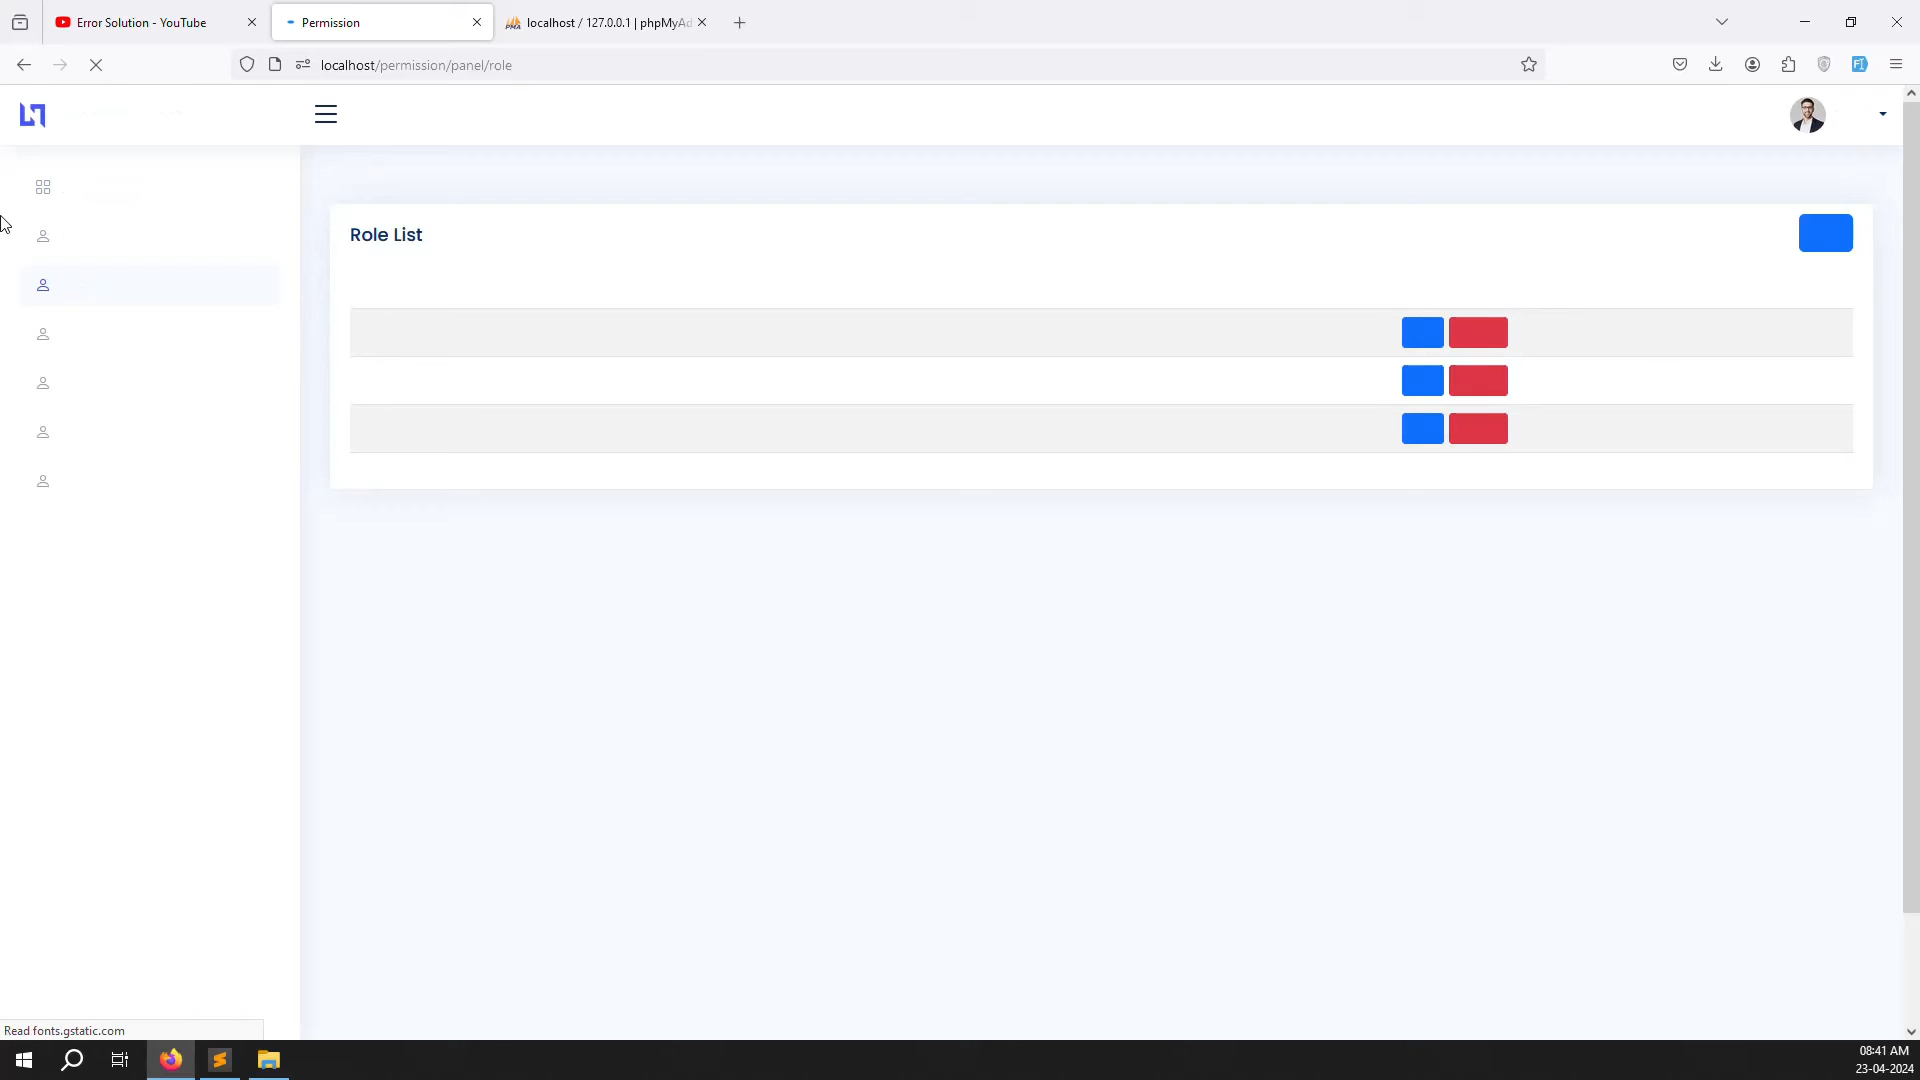 Error Solution - YouTube
Permission
localhost / 127.0.0.1 | phpMyAd
localhost/permission/panel/role
Role List
Read fonts.gstatic.com
08:41 AM
23-04-2024